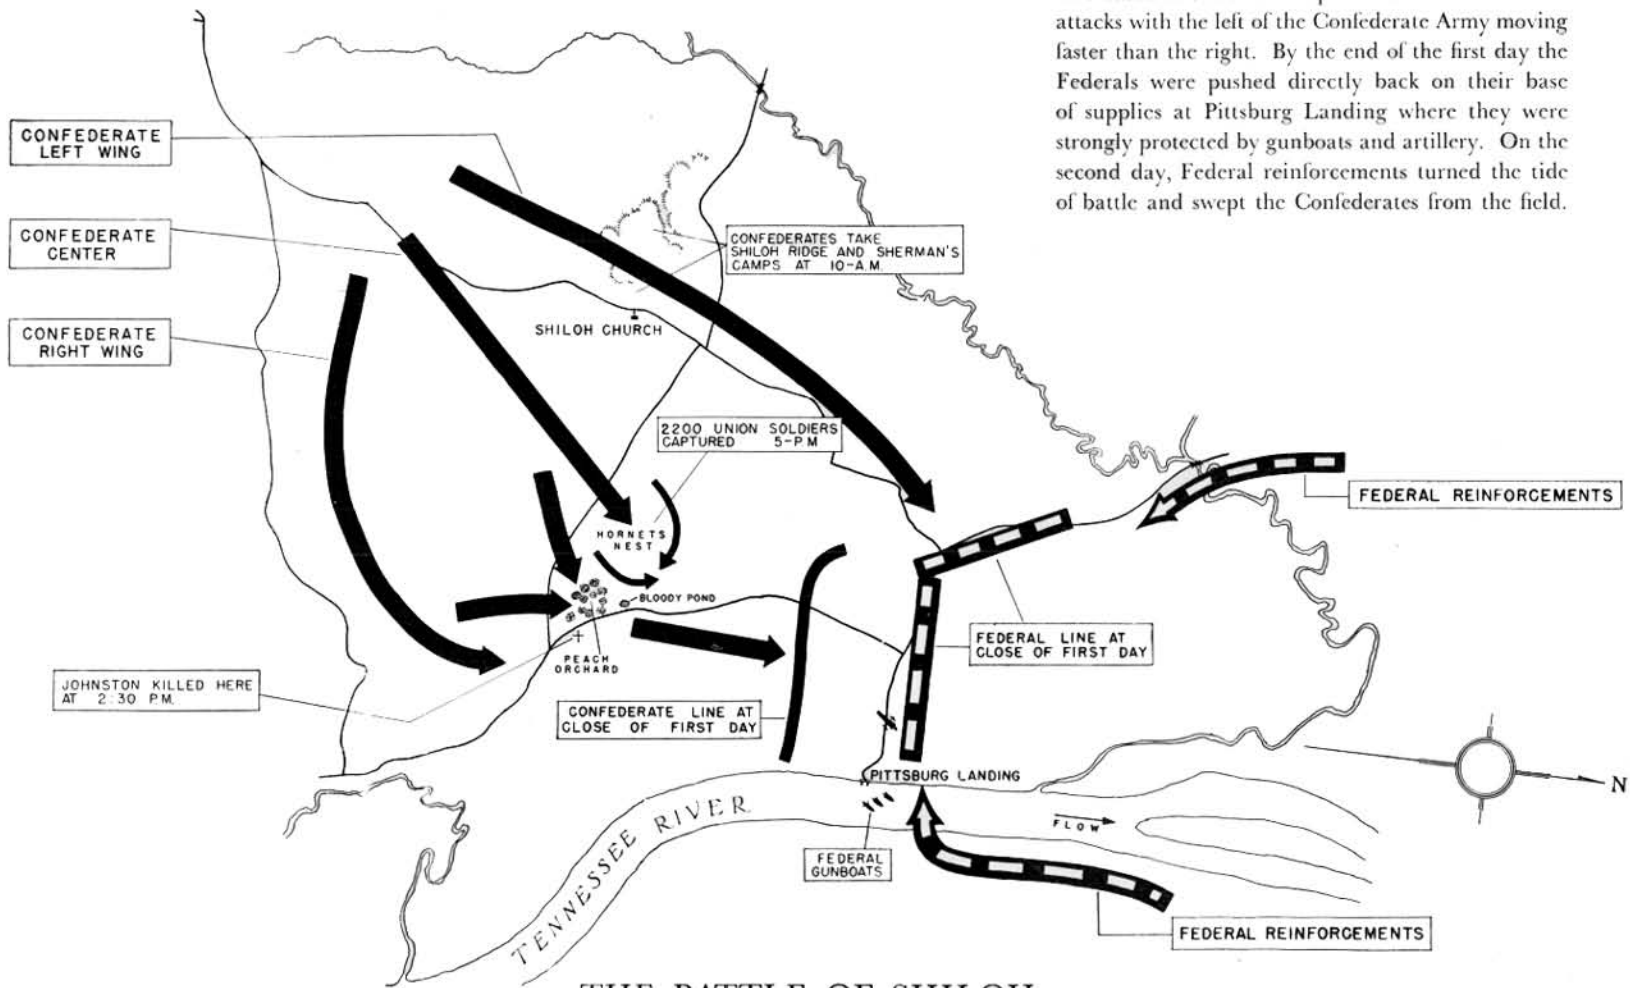 attacks with the left of the Confederate Army moving
faster than the right. By the end of the first day the
Federals were pushed directly back on their base
of supplies at Pittsburg Landing where they were
strongly protected by gunboats and artillery. On the
second day, Federal reinforcements turned the tide
of battle and swept the Confederates from the field.
CONFEDERATE
LEFT WING
CONFEDERATE
CENTER
CONFEDERATES TAKE
SHILOH RIDGE AND SHERMAN'S
CAMPS AT 10-A.M.
CONFEDERATE
RIGHT WING
SHILOH CHURCH
2200 UNION SOLDIERS
CAPTURED 5-P.M
FEDERAL REINFORCEMENTS
HORNETS
NEST
BLOODY POND
PEACH
ORCHARD
FEDERAL LINE AT
CLOSE OF FIRST DAY
JOHNSTON KILLED HERE
AT 2:30 P.M.
CONFEDERATE LINE AT
CLOSE OF FIRST DAY
PITTSBURG LANDING
N
TENNESSEE RIVER
FLOW
FEDERAL
GUNBOATS
FEDERAL REINFORCEMENTS
THE BATTLE OF SHILOH